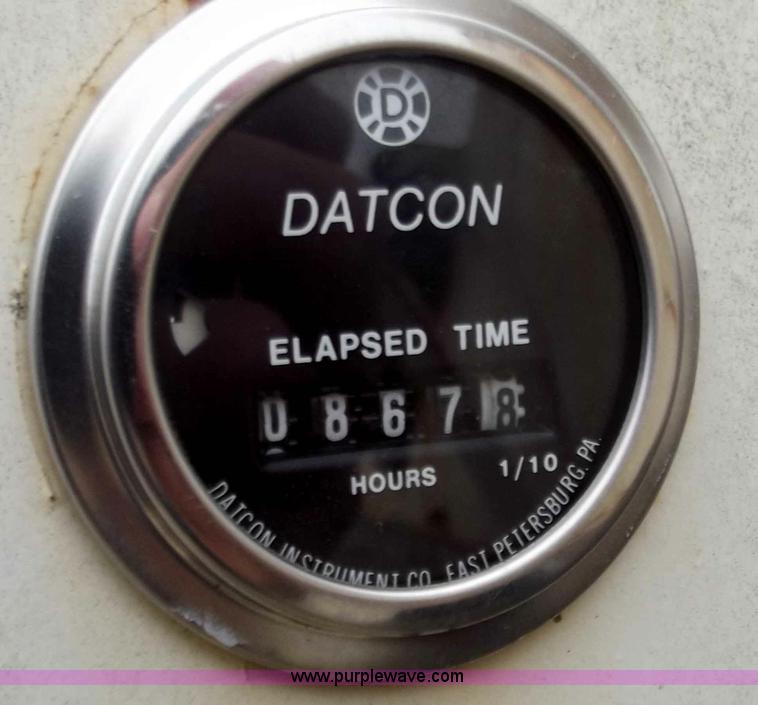 D
DATCON
ELAPSED TIME
0 8 6 7 8
HOURS 1/10
DATCON INSTRUMENT CO. EAST PETERSBURG. PA.
www.purplewave.com